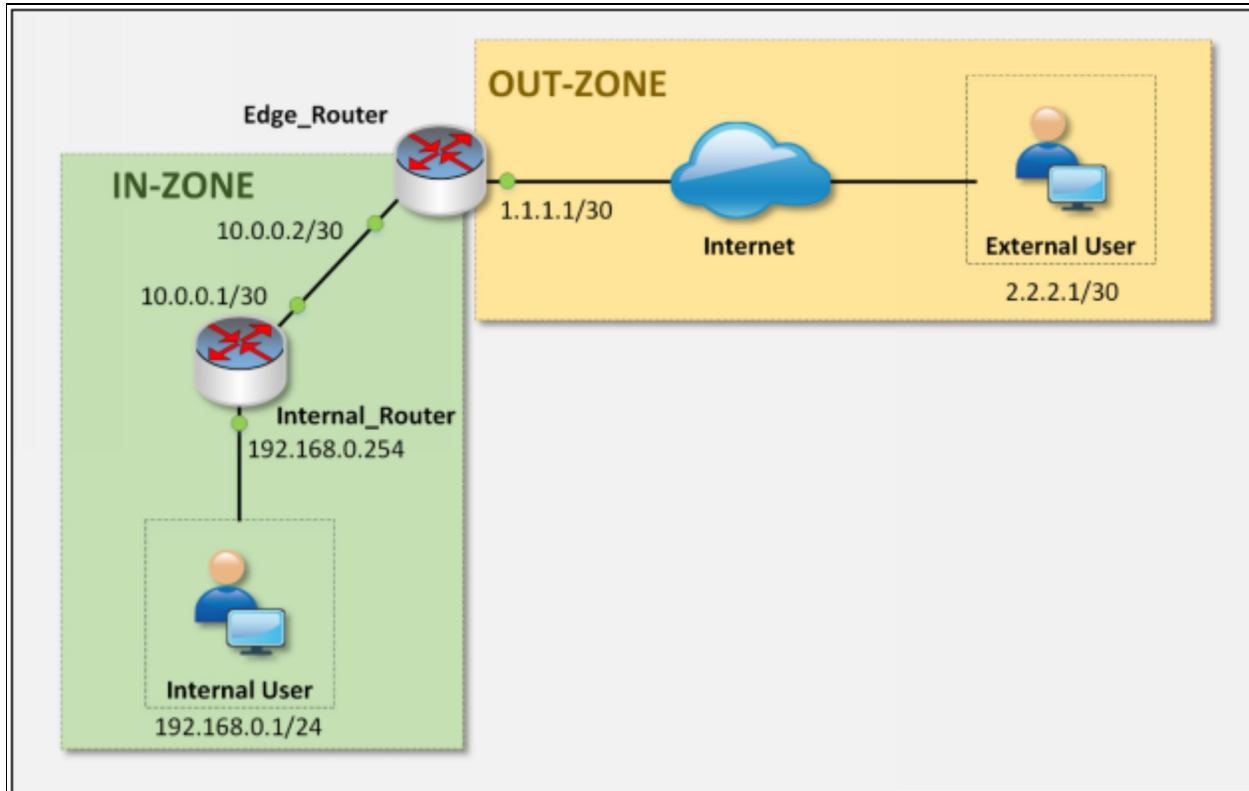 OUT-ZONE
Edge_Router
IN-ZONE
1.1.1.1/30
10.0.0.2/30
Internet
External User
2.2.2.1/30
10.0.0.1/30
Internal_Router
192.168.0.254
Internal User
192.168.0.1/24